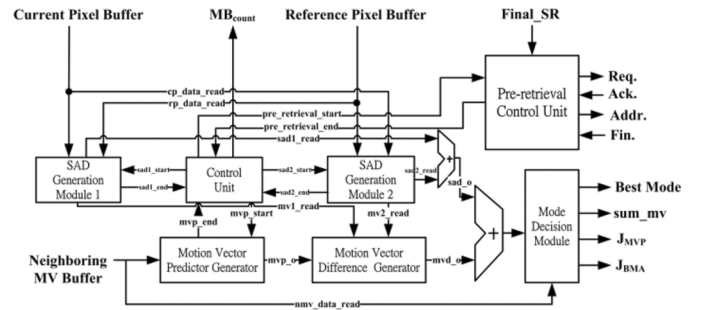 Current Pixel Buffer
MBcount
Reference Pixel Buffer
Final_SR
cp_data_read
rp_data_read
pre_retrieval_start
pre_retrieval_end
sad1_read
Pre-retrieval
Control Unit
Req.
Ack.
Addr.
Fin.
SAD
Generation
Module 1
sad1_start
sad1_end
Control
Unit
sad2_start
sad2_end
SAD
Generation
Module 2
sad2_read
+
sad_o
mv1_read
mvp_end
mvp_start
mv2_read
Neighboring
MV Buffer
Motion Vector
Predictor Generator
mvp_o
Motion Vector
Difference Generator
mvd_o
+
Mode
Decision
Module
Best Mode
sum_mv
JMVP
JBMA
nmv_data_read